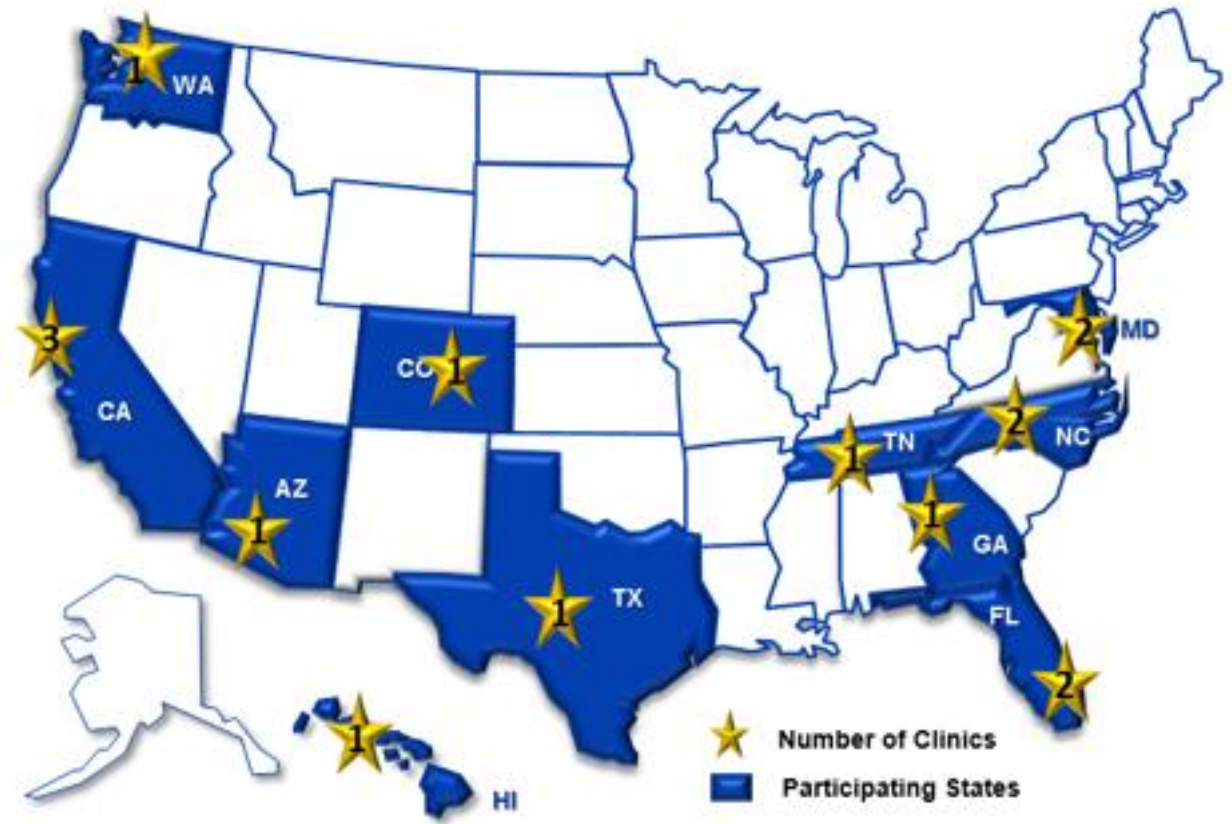 1
WA
3
CA
CO
1
AZ
1
TX
1
2
MD
2
NC
1
TN
1
GA
FL
2
1
HI
Number of Clinics
Participating States